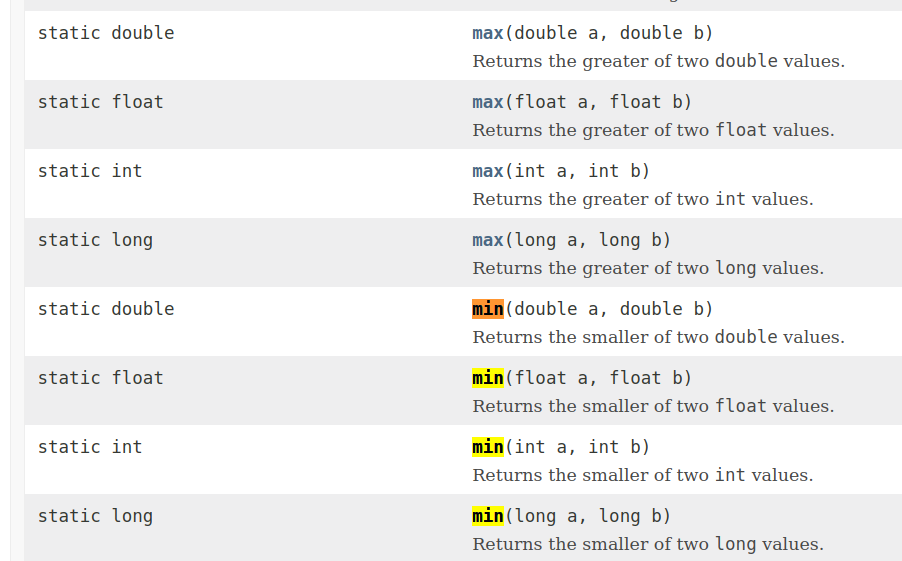 static double max(double a, double b)
Returns the greater of two double values.
static float max(float a, float b)
Returns the greater of two float values.
static int max(int a, int b)
Returns the greater of two int values.
static long max(long a, long b)
Returns the greater of two long values.
static double min(double a, double b)
Returns the smaller of two double values.
static float min(float a, float b)
Returns the smaller of two float values.
static int min(int a, int b)
Returns the smaller of two int values.
static long min(long a, long b)
Returns the smaller of two long values.